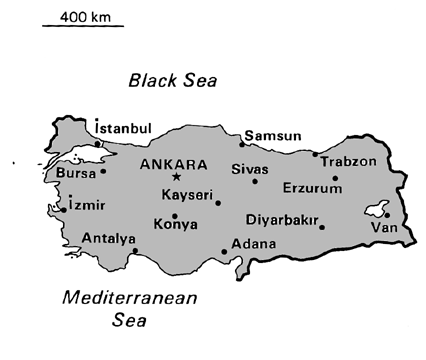 400 km
Black Sea
İstanbul
Samsun
Trabzon
ANKARA
Sivas
Bursa
Erzurum
Kayseri
İzmir
Konya
Diyarbakır
Van
Antalya
Adana
Mediterranean
Sea